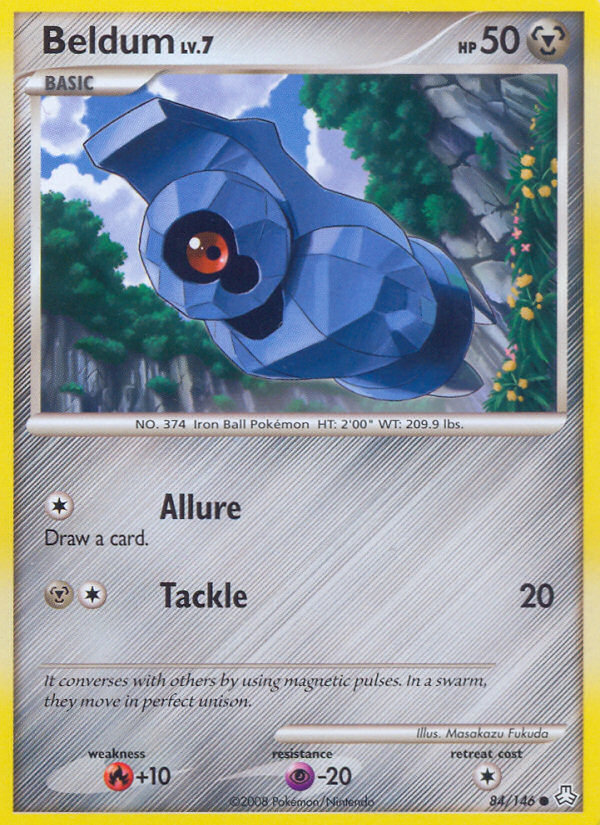 Beldum LV.7 HP 50
BASIC
NO. 374 Iron Ball Pokémon HT: 2'00" WT: 209.9 lbs.
Allure
Draw a card.
Tackle 20
It converses with others by using magnetic pulses. In a swarm,
they move in perfect unison.
Illus. Masakazu Fukuda
weakness resistance retreat cost
+10 -20
©2008 Pokémon/Nintendo 84/146